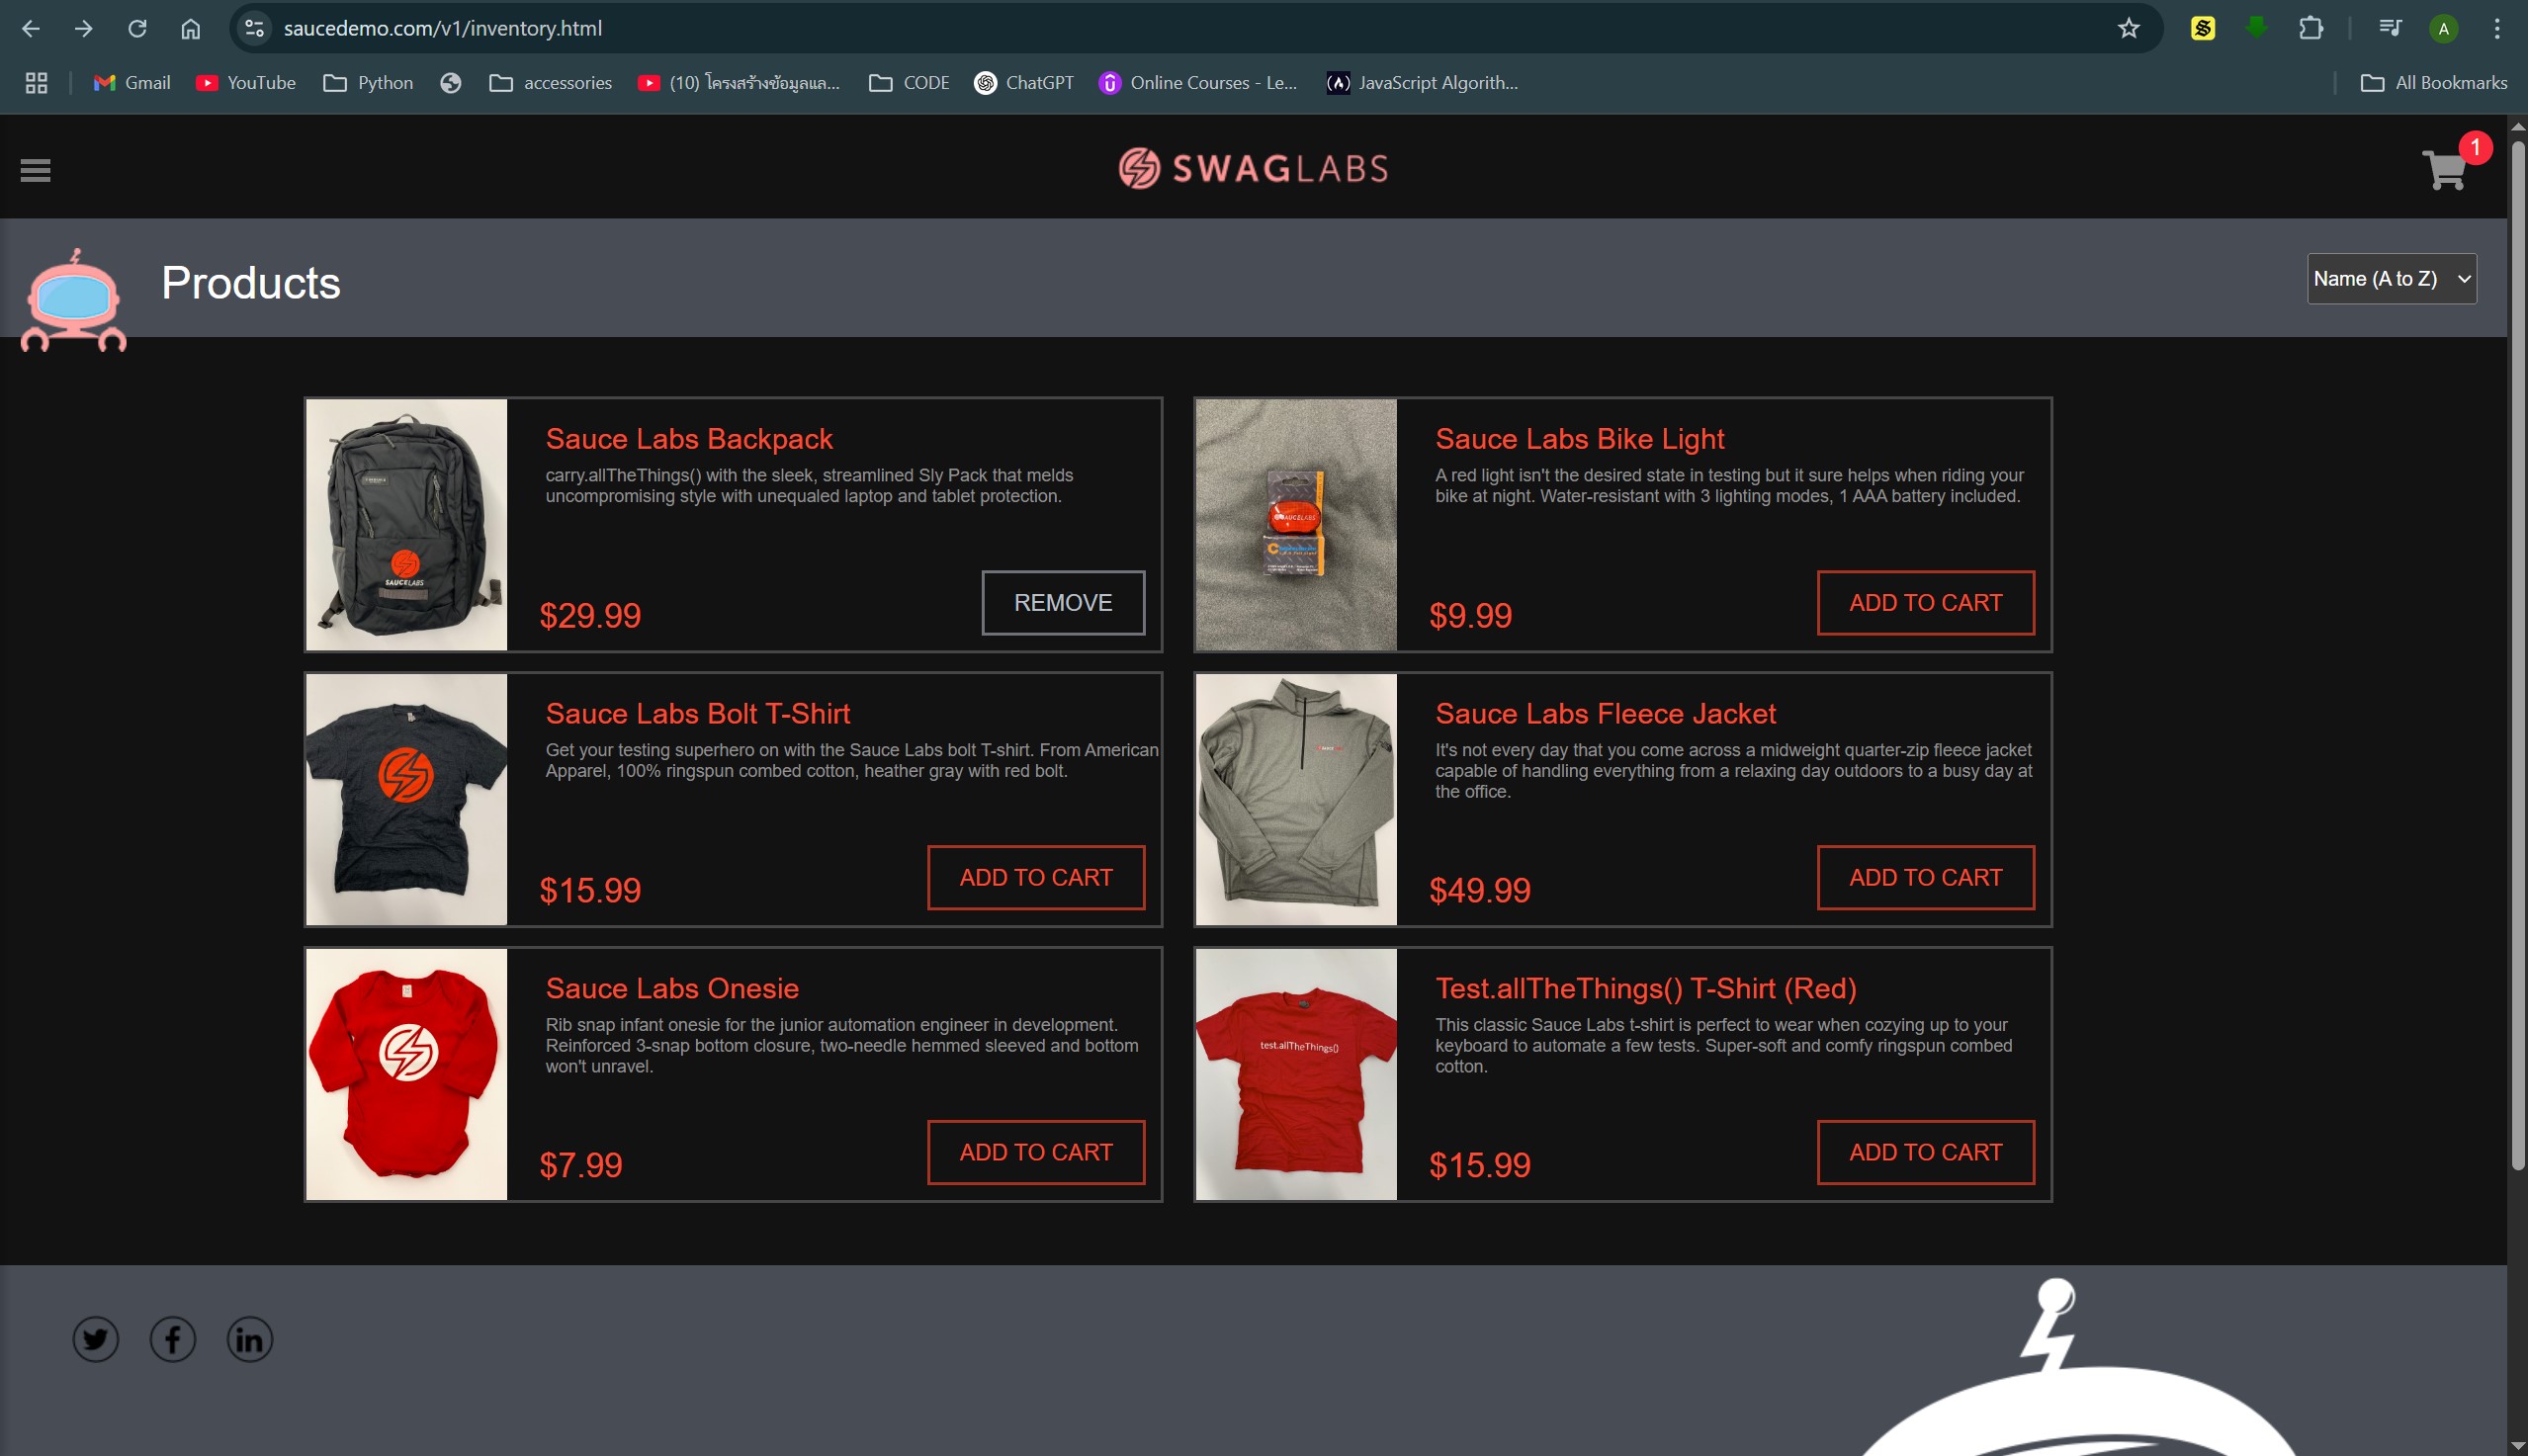 saucedemo.com/v1/inventory.html
A
Gmail
YouTube
Python
accessories
(10) โครงสร้างข้อมูลแล...
CODE
ChatGPT
Online Courses - Le...
JavaScript Algorith...
All Bookmarks
SWAGLABS
1
Products
Name (A to Z)
Sauce Labs Backpack
carry.allTheThings() with the sleek, streamlined Sly Pack that melds
uncompromising style with unequaled laptop and tablet protection.
$29.99
REMOVE
SAUCELABS
Sauce Labs Bike Light
A red light isn't the desired state in testing but it sure helps when riding your
bike at night. Water-resistant with 3 lighting modes, 1 AAA battery included.
$9.99
ADD TO CART
SAUCELABS
Sauce Labs Bolt T-Shirt
Get your testing superhero on with the Sauce Labs bolt T-shirt. From American
Apparel, 100% ringspun combed cotton, heather gray with red bolt.
$15.99
ADD TO CART
Sauce Labs Fleece Jacket
It's not every day that you come across a midweight quarter-zip fleece jacket
capable of handling everything from a relaxing day outdoors to a busy day at
the office.
$49.99
ADD TO CART
Sauce Labs Onesie
Rib snap infant onesie for the junior automation engineer in development.
Reinforced 3-snap bottom closure, two-needle hemmed sleeved and bottom
won't unravel.
$7.99
ADD TO CART
Test.allTheThings() T-Shirt (Red)
This classic Sauce Labs t-shirt is perfect to wear when cozying up to your
keyboard to automate a few tests. Super-soft and comfy ringspun combed
cotton.
$15.99
ADD TO CART
test.allTheThings()